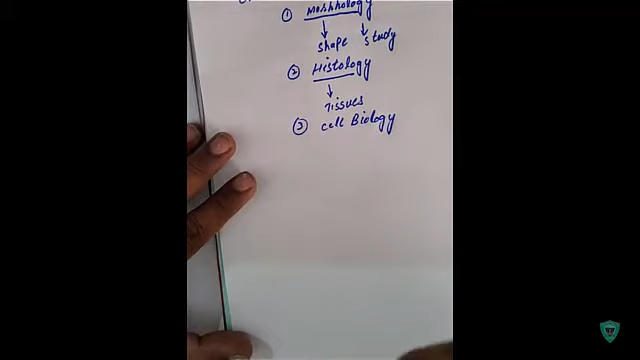 ① Morphology
↓ ↓
shape study
② Histology
↓
Tissues
③ cell Biology